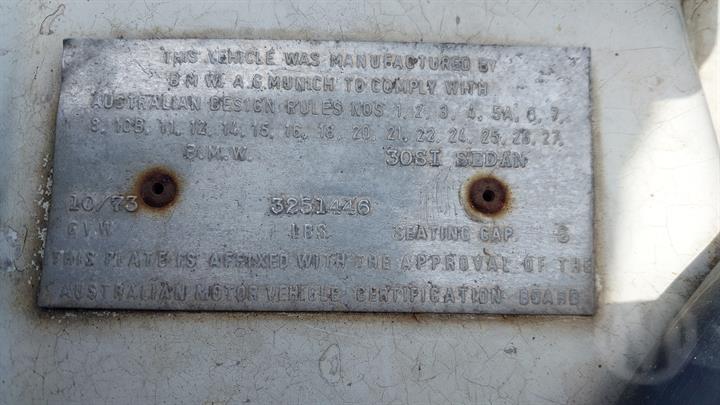 THIS VEHICLE WAS MANUFACTURED BY
B M W. A.G. MUNICH TO COMPLY WITH
AUSTRALIAN DESIGN RULES NOS 1, 2, 3, 4, 5A, 6, 7,
8, 10B, 11, 12, 14, 15, 16, 18, 20, 21, 22, 24, 25, 26, 27,
B.M.W. 30SI SEDAN
10/73 3251446
LBS SEATING CAP. 5
THIS PLATE IS AFFIXED WITH THE APPROVAL OF THE
AUSTRALIAN MOTOR VEHICLE CERTIFICATION BOARD